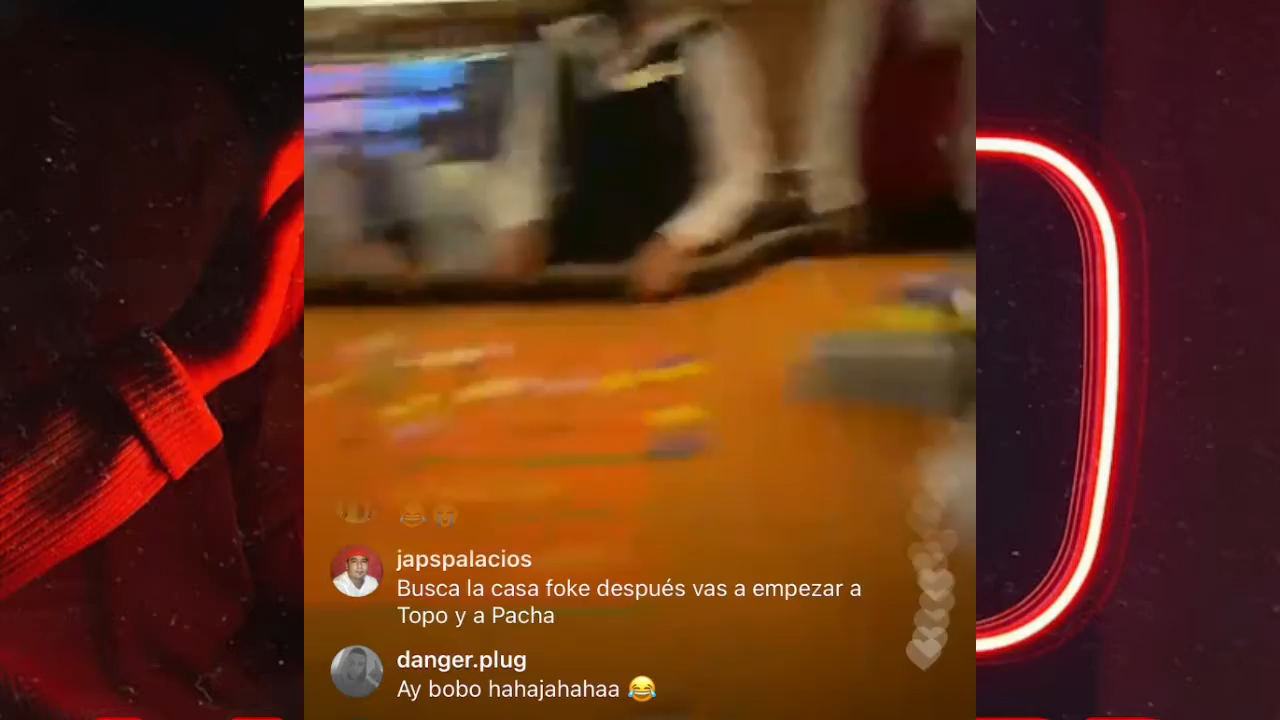 😂😭
japspalacios
Busca la casa foke después vas a empezar a
Topo y a Pacha
danger.plug
Ay bobo hahajahahaa 😂